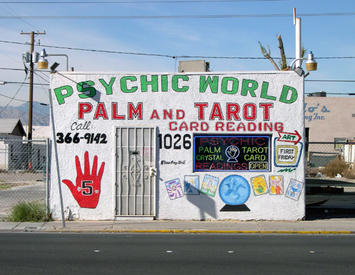 PSYCHIC WORLD
PALM AND TAROT
CARD READING
Call
366-9142
1026
5
PSYCHIC
PALM TAROT
CRYSTAL CARD
READINGS OPEN
ART
FIRST
FRIDAY